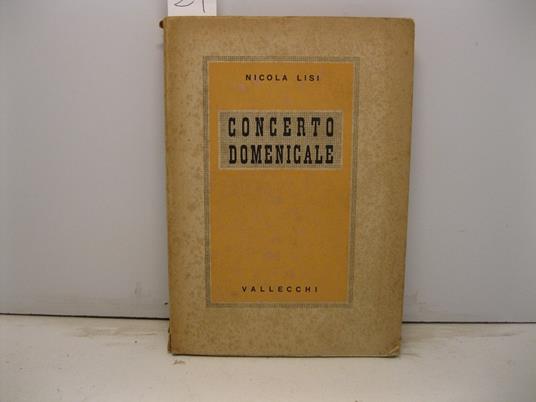 NICOLA LISI
CONCERTO
DOMENICALE
VALLECCHI